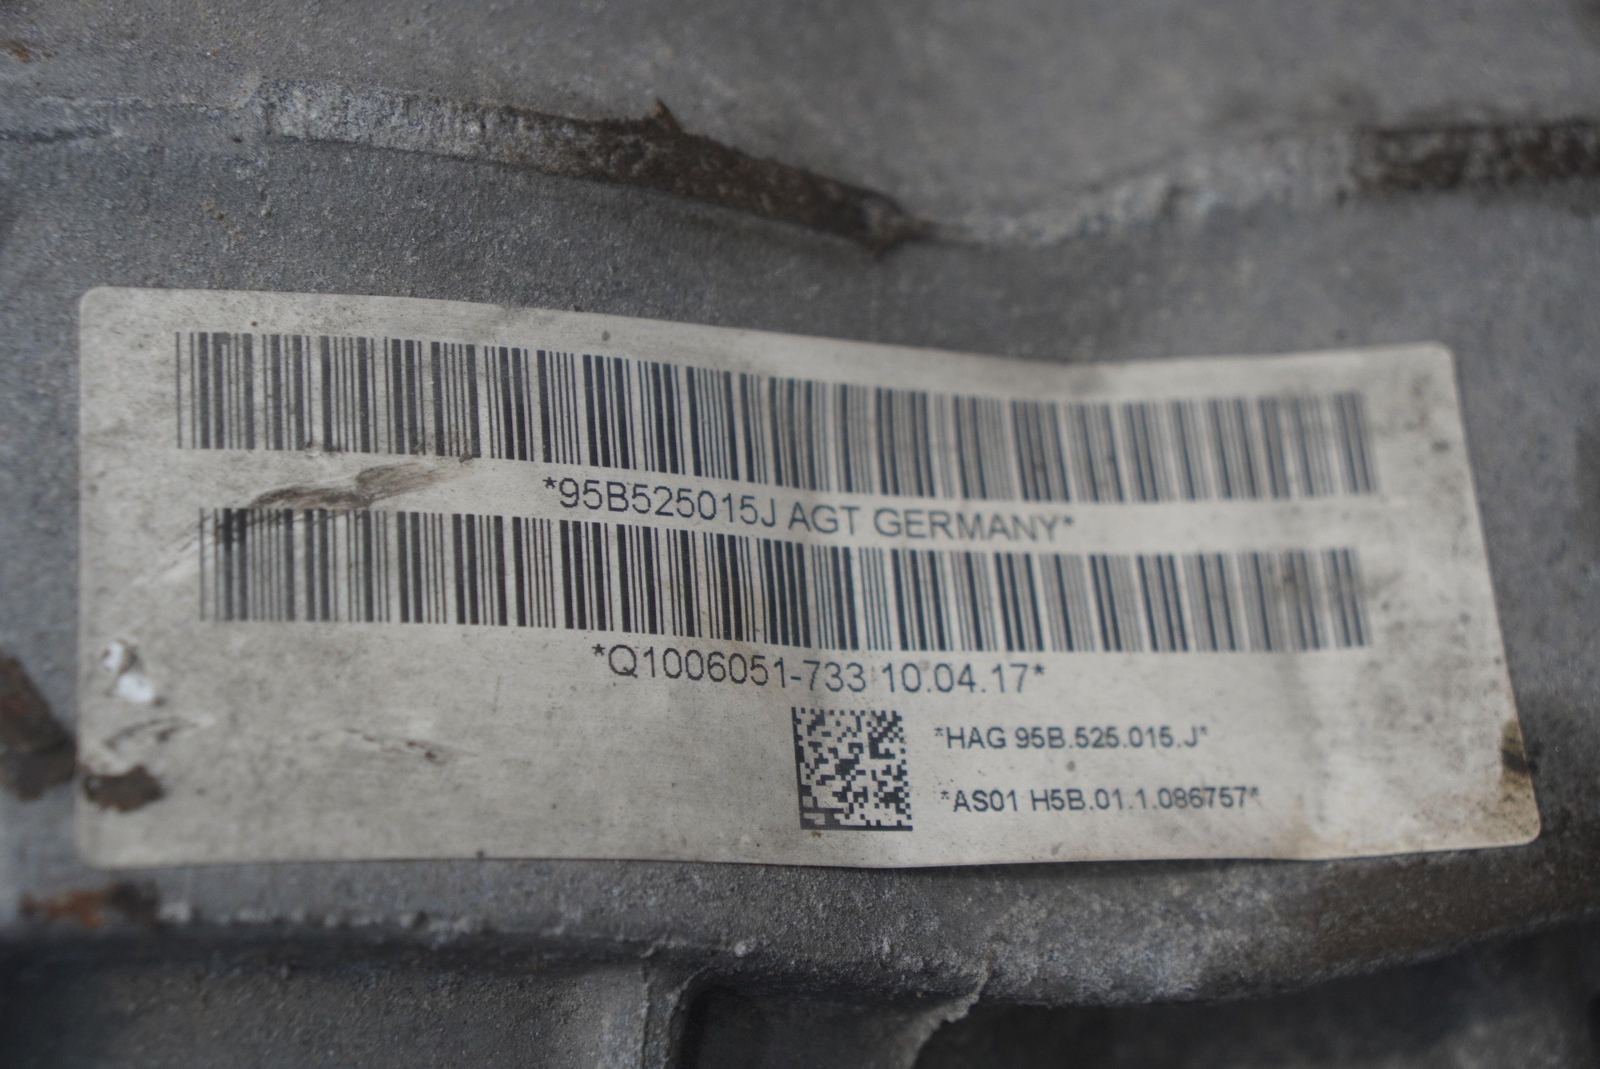 *95B525015J AGT GERMANY*
*Q1006051-733 10.04.17*
*HAG 95B.525.015.J*
*AS01 H5B.01.1.086757*